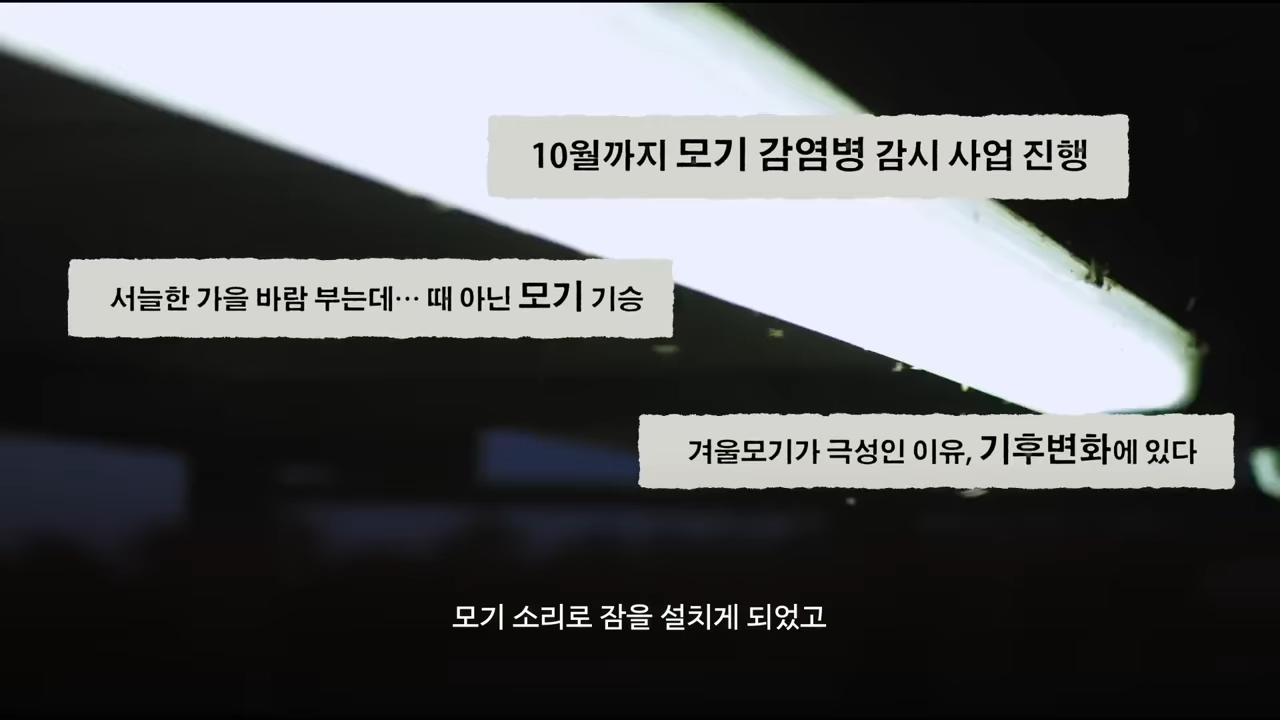 10월까지 모기 감염병 감시 사업 진행
서늘한 가을 바람 부는데… 때 아닌 모기 기승
겨울모기가 극성인 이유, 기후변화에 있다
모기 소리로 잠을 설치게 되었고